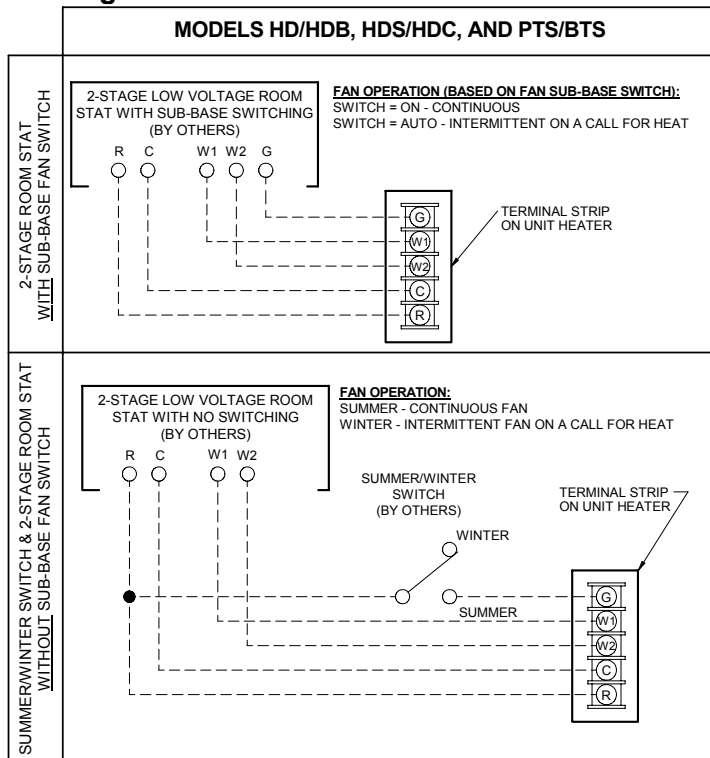 MODELS HD/HDB, HDS/HDC, AND PTS/BTS
2-STAGE ROOM STAT
WITH SUB-BASE FAN SWITCH
2-STAGE LOW VOLTAGE ROOM
STAT WITH SUB-BASE SWITCHING
(BY OTHERS)
R C W1 W2 G
FAN OPERATION (BASED ON FAN SUB-BASE SWITCH):
SWITCH = ON - CONTINUOUS
SWITCH = AUTO - INTERMITTENT ON A CALL FOR HEAT
G
W1
W2
C
R
TERMINAL STRIP
ON UNIT HEATER
SUMMER/WINTER SWITCH & 2-STAGE ROOM STAT
WITHOUT SUB-BASE FAN SWITCH
2-STAGE LOW VOLTAGE ROOM
STAT WITH NO SWITCHING
(BY OTHERS)
R C W1 W2
FAN OPERATION:
SUMMER - CONTINUOUS FAN
WINTER - INTERMITTENT FAN ON A CALL FOR HEAT
SUMMER/WINTER
SWITCH
(BY OTHERS)
WINTER
SUMMER
TERMINAL STRIP
ON UNIT HEATER
G
W1
W2
C
R